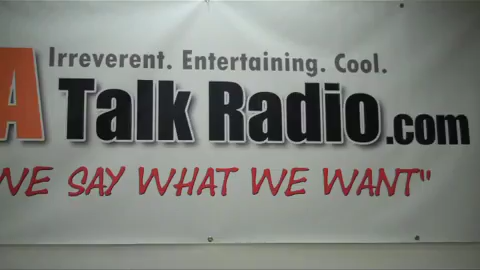 Irreverent. Entertaining. Cool.
A Talk Radio.com
WE SAY WHAT WE WANT"